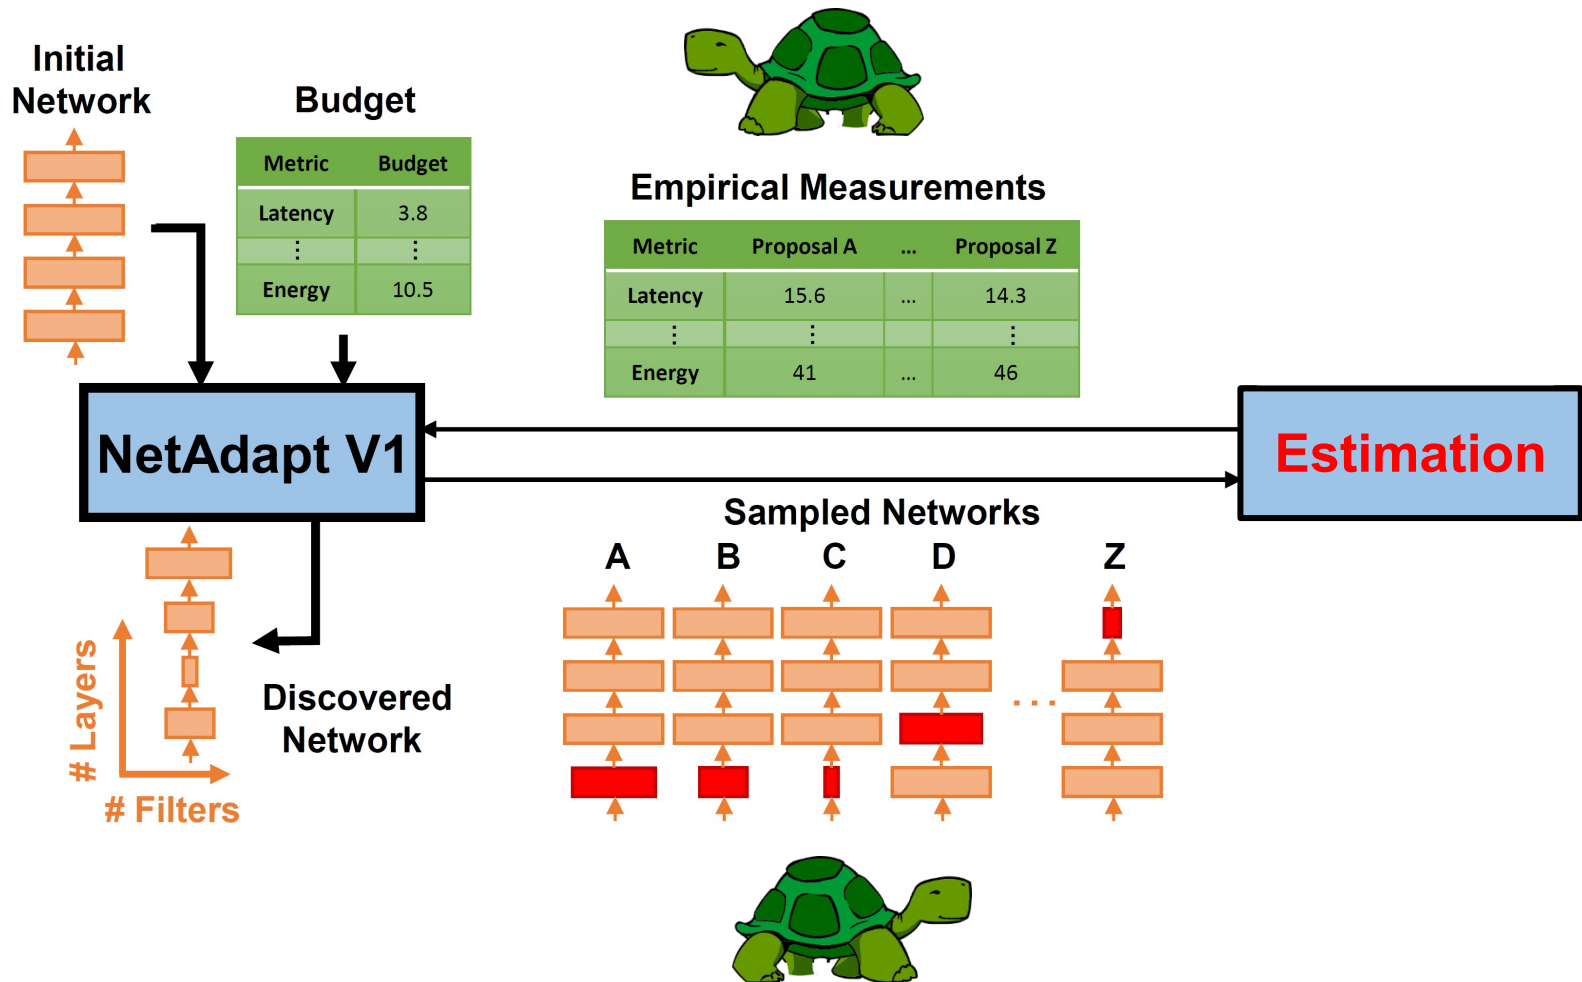 Initial
Network
Budget
Metric Budget
Latency 3.8
⋮ ⋮
Energy 10.5
Empirical Measurements
Metric Proposal A ... Proposal Z
Latency 15.6 ... 14.3
⋮ ⋮ ⋮
Energy 41 ... 46
NetAdapt V1
Estimation
Sampled Networks
A B C D Z
...
Discovered
Network
# Layers
# Filters